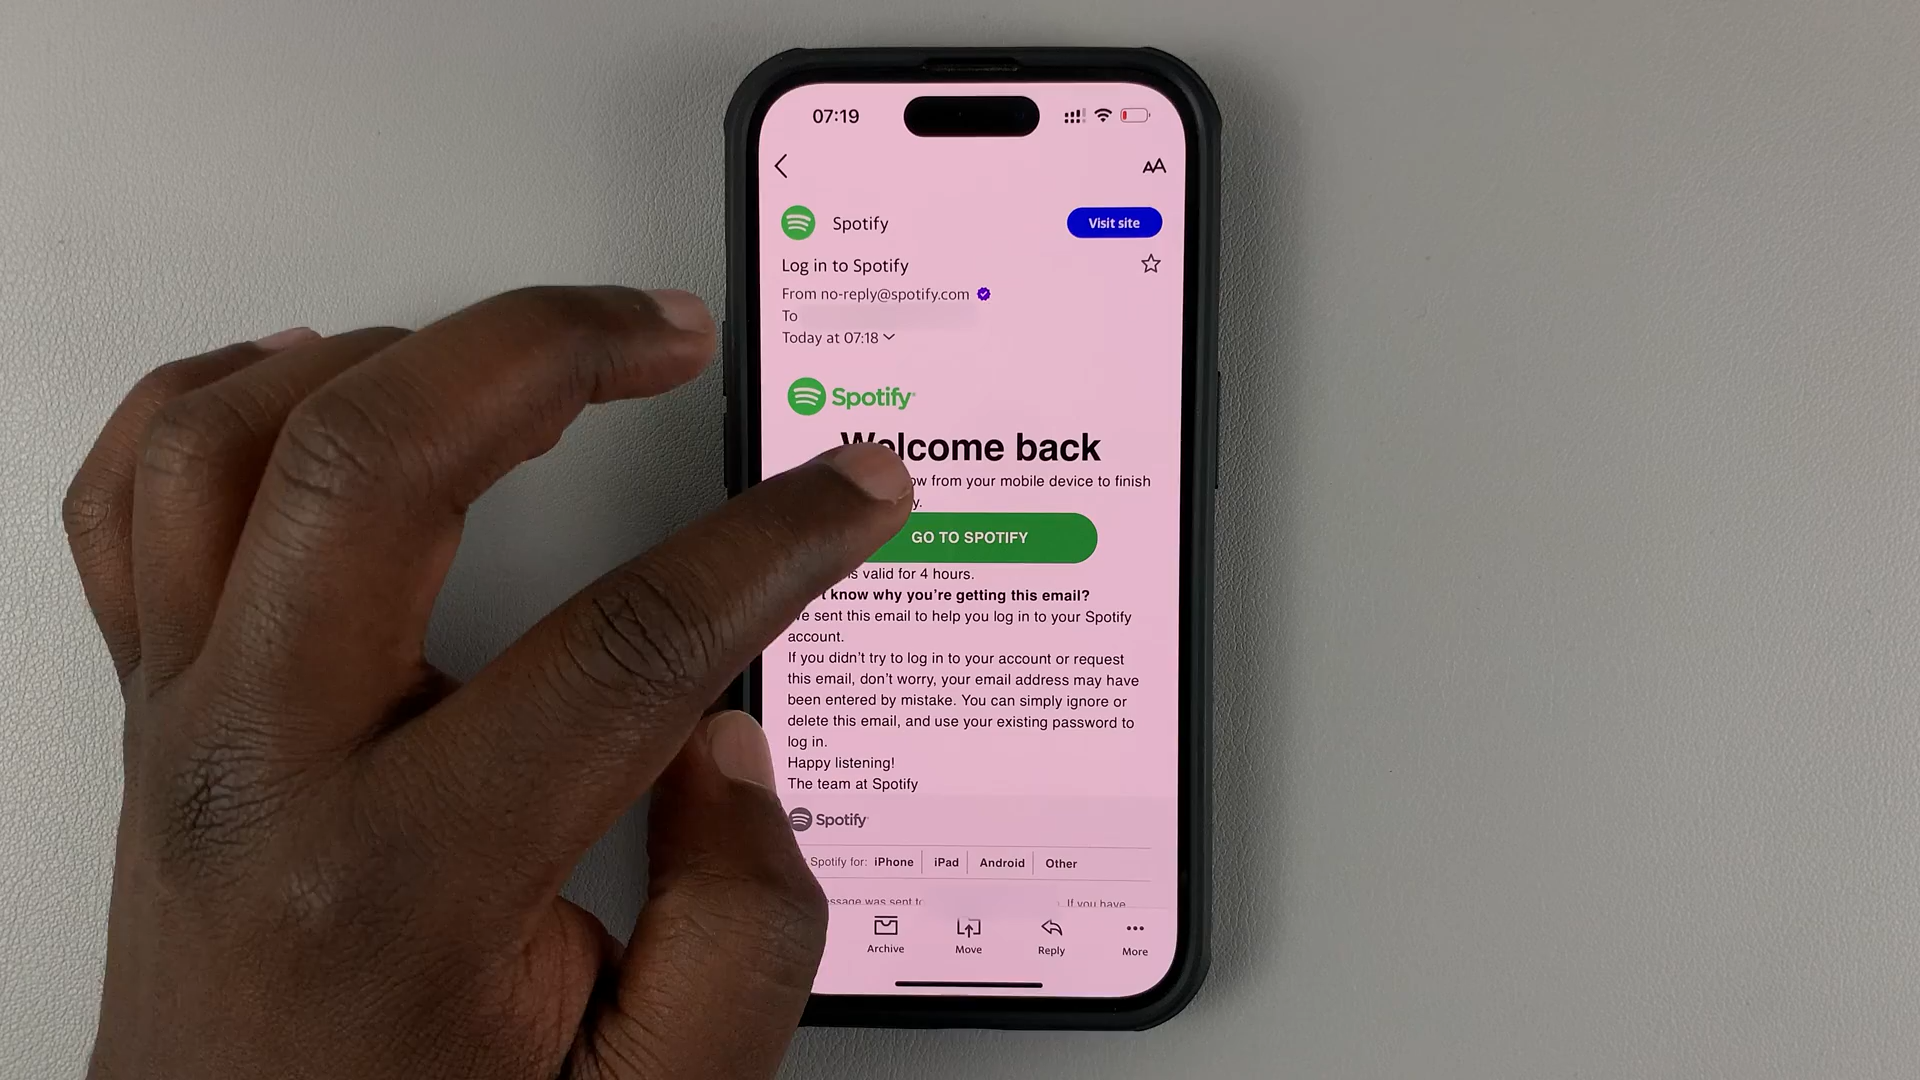 07:19
Spotify
Visit site
Log in to Spotify
From no-reply@spotify.com
To
Today at 07:18
Spotify
Welcome back
from your mobile device to finish
GO TO SPOTIFY
valid for 4 hours.
know why you're getting this email?
We sent this email to help you log in to your Spotify
account.
If you didn't try to log in to your account or request
this email, don't worry, your email address may have
been entered by mistake. You can simply ignore or
delete this email, and use your existing password to
log in.
Happy listening!
The team at Spotify
Spotify
Spotify for: iPhone iPad Android Other
was sent to . If you have
Archive Move Reply More